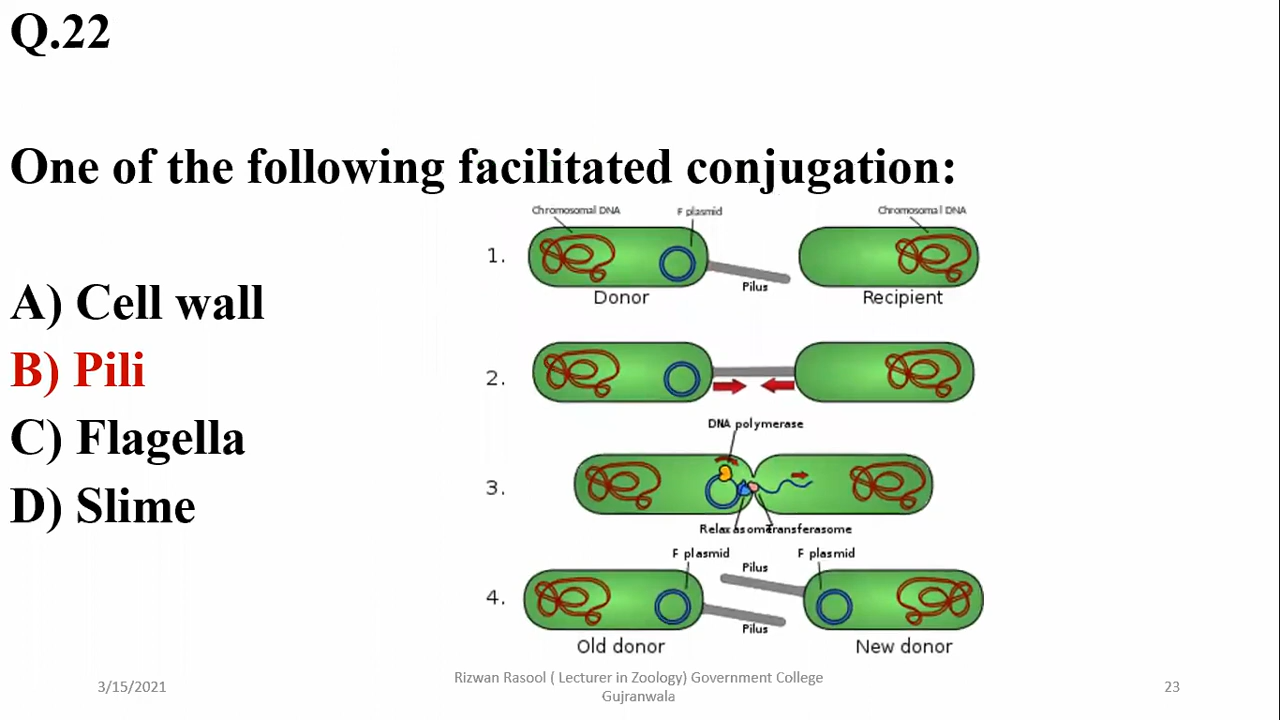 Q.22
One of the following facilitated conjugation:
A) Cell wall
B) Pili
C) Flagella
D) Slime
Chromosomal DNA
F plasmid
Chromosomal DNA
1.
Pilus
Donor
Recipient
2.
DNA polymerase
3.
Relaxasome
Transferasome
F plasmid
F plasmid
Pilus
4.
Pilus
Old donor
New donor
3/15/2021
Rizwan Rasool ( Lecturer in Zoology) Government College
Gujranwala
23